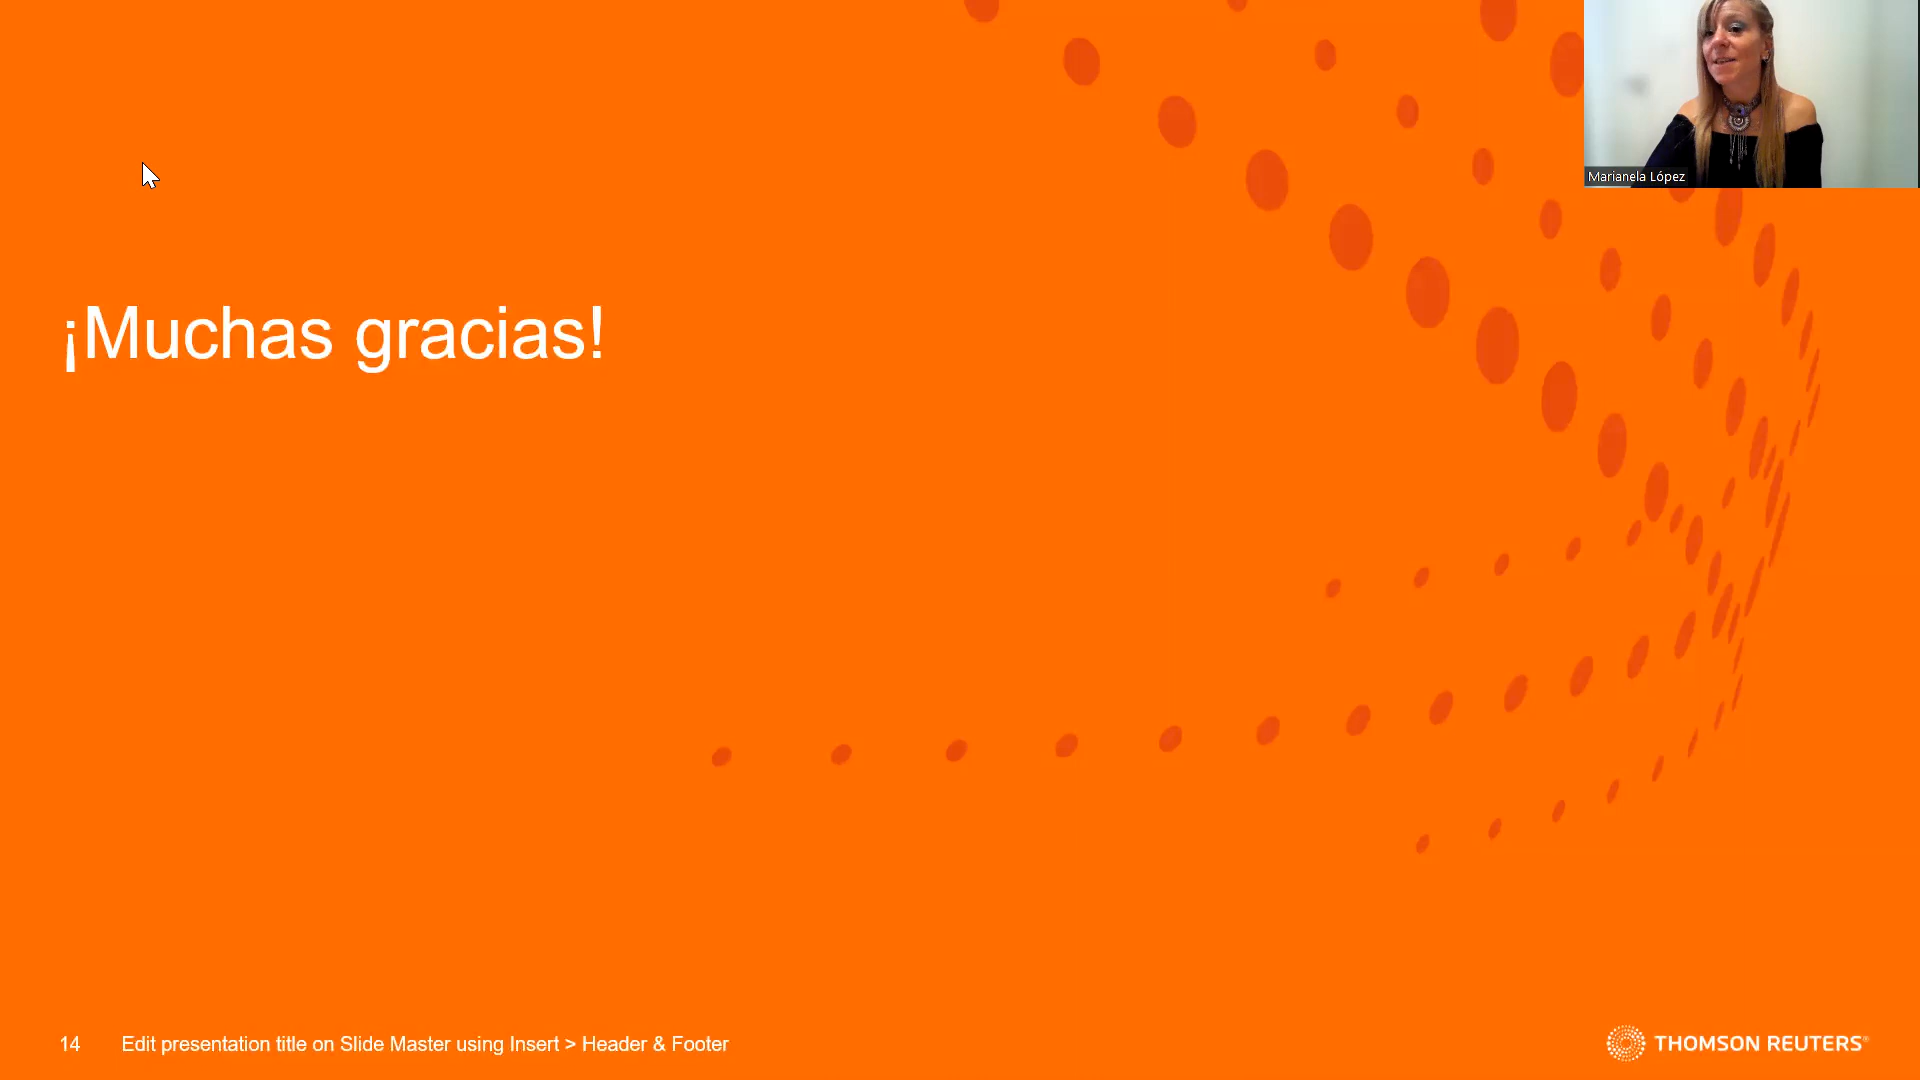 Marianela López
¡Muchas gracias!
14 Edit presentation title on Slide Master using Insert > Header & Footer
THOMSON REUTERS®